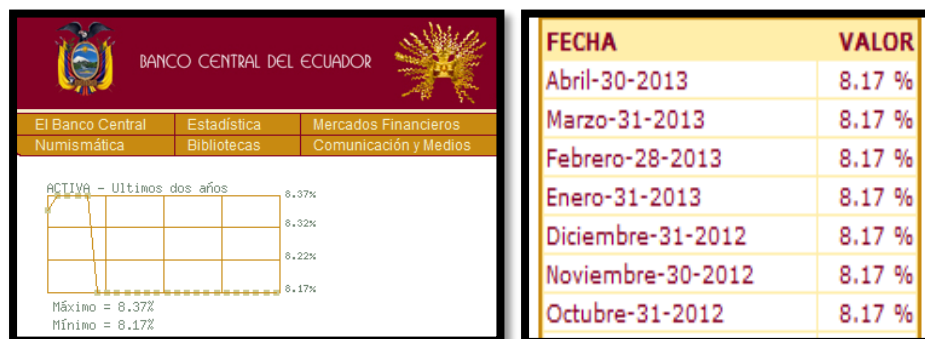 BANCO CENTRAL DEL ECUADOR
El Banco Central Estadística Mercados Financieros
Numismática Bibliotecas Comunicación y Medios
ACTIVA - Ultimos dos años
8.37%
8.32%
8.22%
8.17%
Máximo = 8.37%
Mínimo = 8.17%
FECHA VALOR
Abril-30-2013 8.17 %
Marzo-31-2013 8.17 %
Febrero-28-2013 8.17 %
Enero-31-2013 8.17 %
Diciembre-31-2012 8.17 %
Noviembre-30-2012 8.17 %
Octubre-31-2012 8.17 %